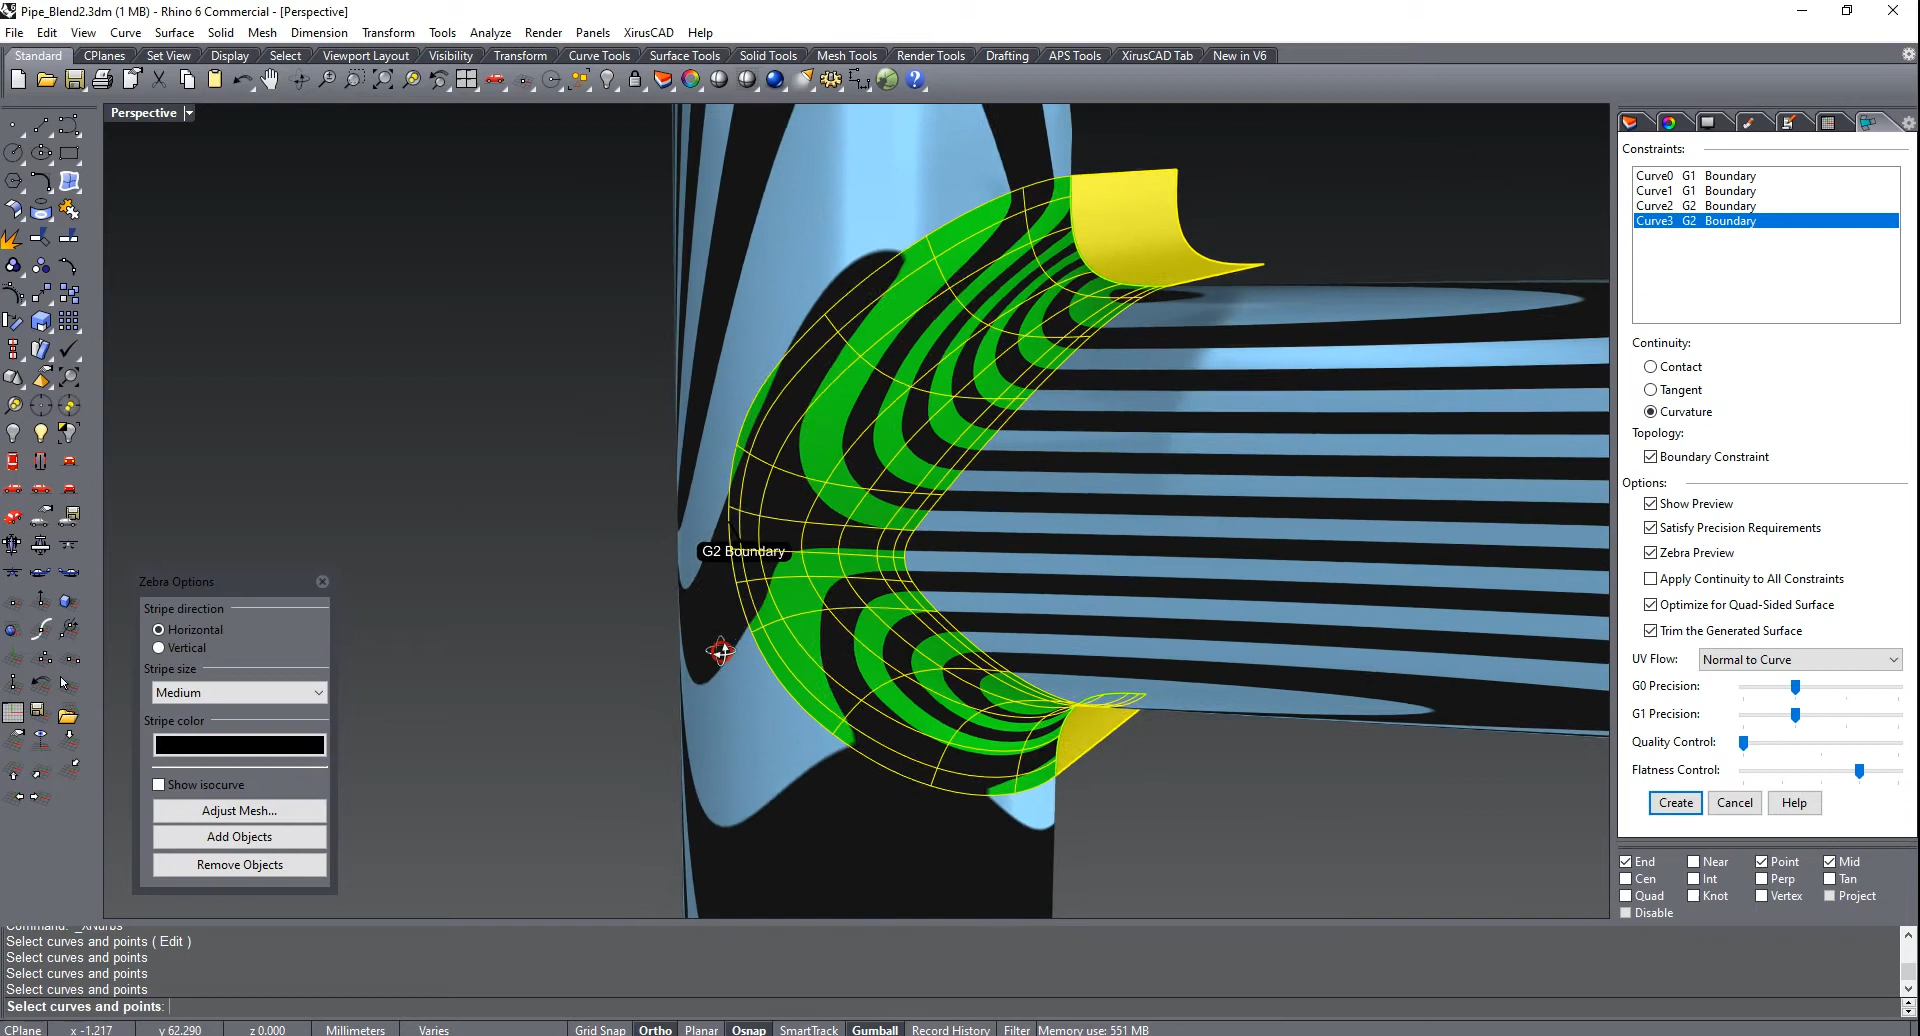 Pipe_Blend2.3dm (1 MB) - Rhino 6 Commercial - [Perspective]
File Edit View Curve Surface Solid Mesh Dimension Transform Tools Analyze Render Panels XirusCAD Help
Standard CPlanes Set View Display Select Viewport Layout Visibility Transform Curve Tools Surface Tools Solid Tools Mesh Tools Render Tools Drafting APS Tools XirusCAD Tab New in V6
Perspective
G2 Boundary
Zebra Options
Stripe direction
Horizontal
Vertical
Stripe size
Medium
Stripe color
Show isocurve
Adjust Mesh...
Add Objects
Remove Objects
Constraints:
Curve0 G1 Boundary
Curve1 G1 Boundary
Curve2 G2 Boundary
Curve3 G2 Boundary
Continuity:
Contact
Tangent
Curvature
Topology:
Boundary Constraint
Options:
Show Preview
Satisfy Precision Requirements
Zebra Preview
Apply Continuity to All Constraints
Optimize for Quad-Sided Surface
Trim the Generated Surface
UV Flow: Normal to Curve
G0 Precision:
G1 Precision:
Quality Control:
Flatness Control:
Create Cancel Help
End Near Point Mid
Cen Int Perp Tan
Quad Knot Vertex Project
Disable
Command: _XNurbs
Select curves and points ( Edit )
Select curves and points
Select curves and points
Select curves and points
Select curves and points:
CPlane x -1.217 y 62.290 z 0.000 Millimeters Varies Grid Snap Ortho Planar Osnap SmartTrack Gumball Record History Filter Memory use: 551 MB